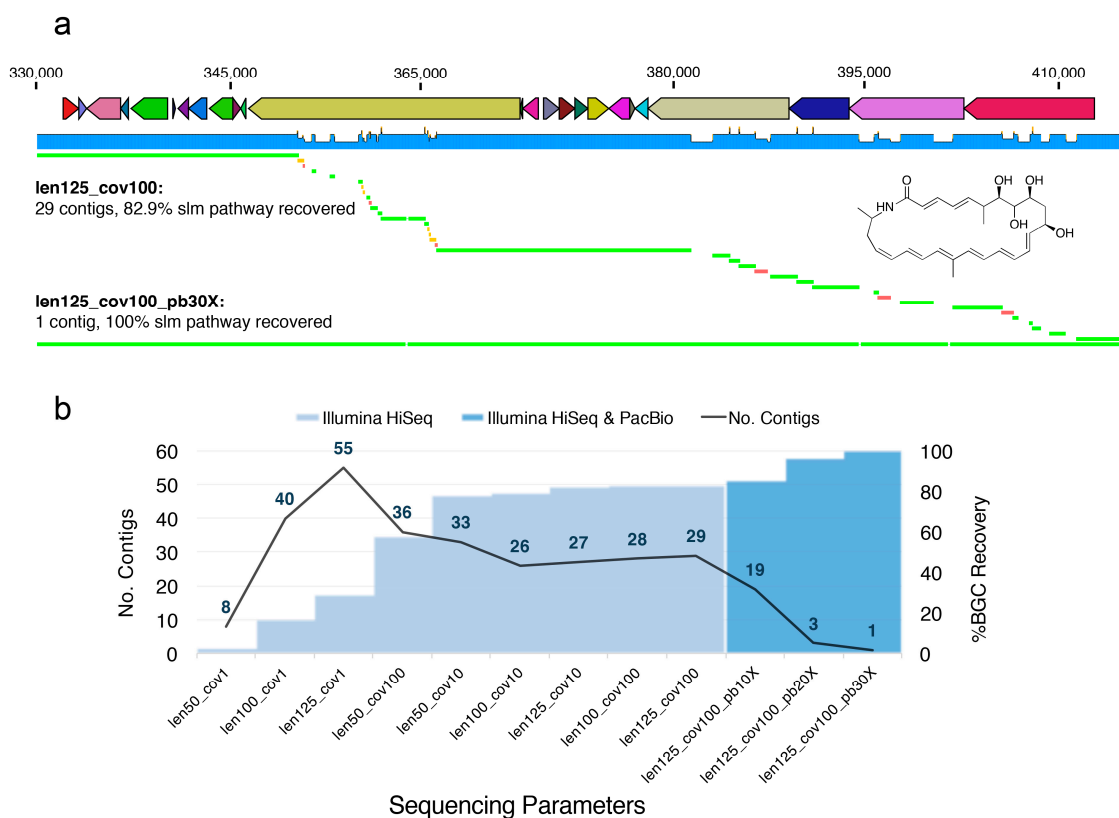 a
330,000 345,000 365,000 380,000 395,000 410,000
len125_cov100:
29 contigs, 82.9% slm pathway recovered
O
HN
OH OH
OH
OH
len125_cov100_pb30X:
1 contig, 100% slm pathway recovered
b
Illumina HiSeq Illumina HiSeq & PacBio No. Contigs
No. Contigs
60
50
40
30
20
10
0
8 40 55 36 33 26 27 28 29 19 3 1
100
80
60
40
20
0
%BGC Recovery
len50_cov1
len100_cov1
len125_cov1
len50_cov100
len50_cov10
len100_cov10
len125_cov10
len100_cov100
len125_cov100
len125_cov100_pb10X
len125_cov100_pb20X
len125_cov100_pb30X
Sequencing Parameters